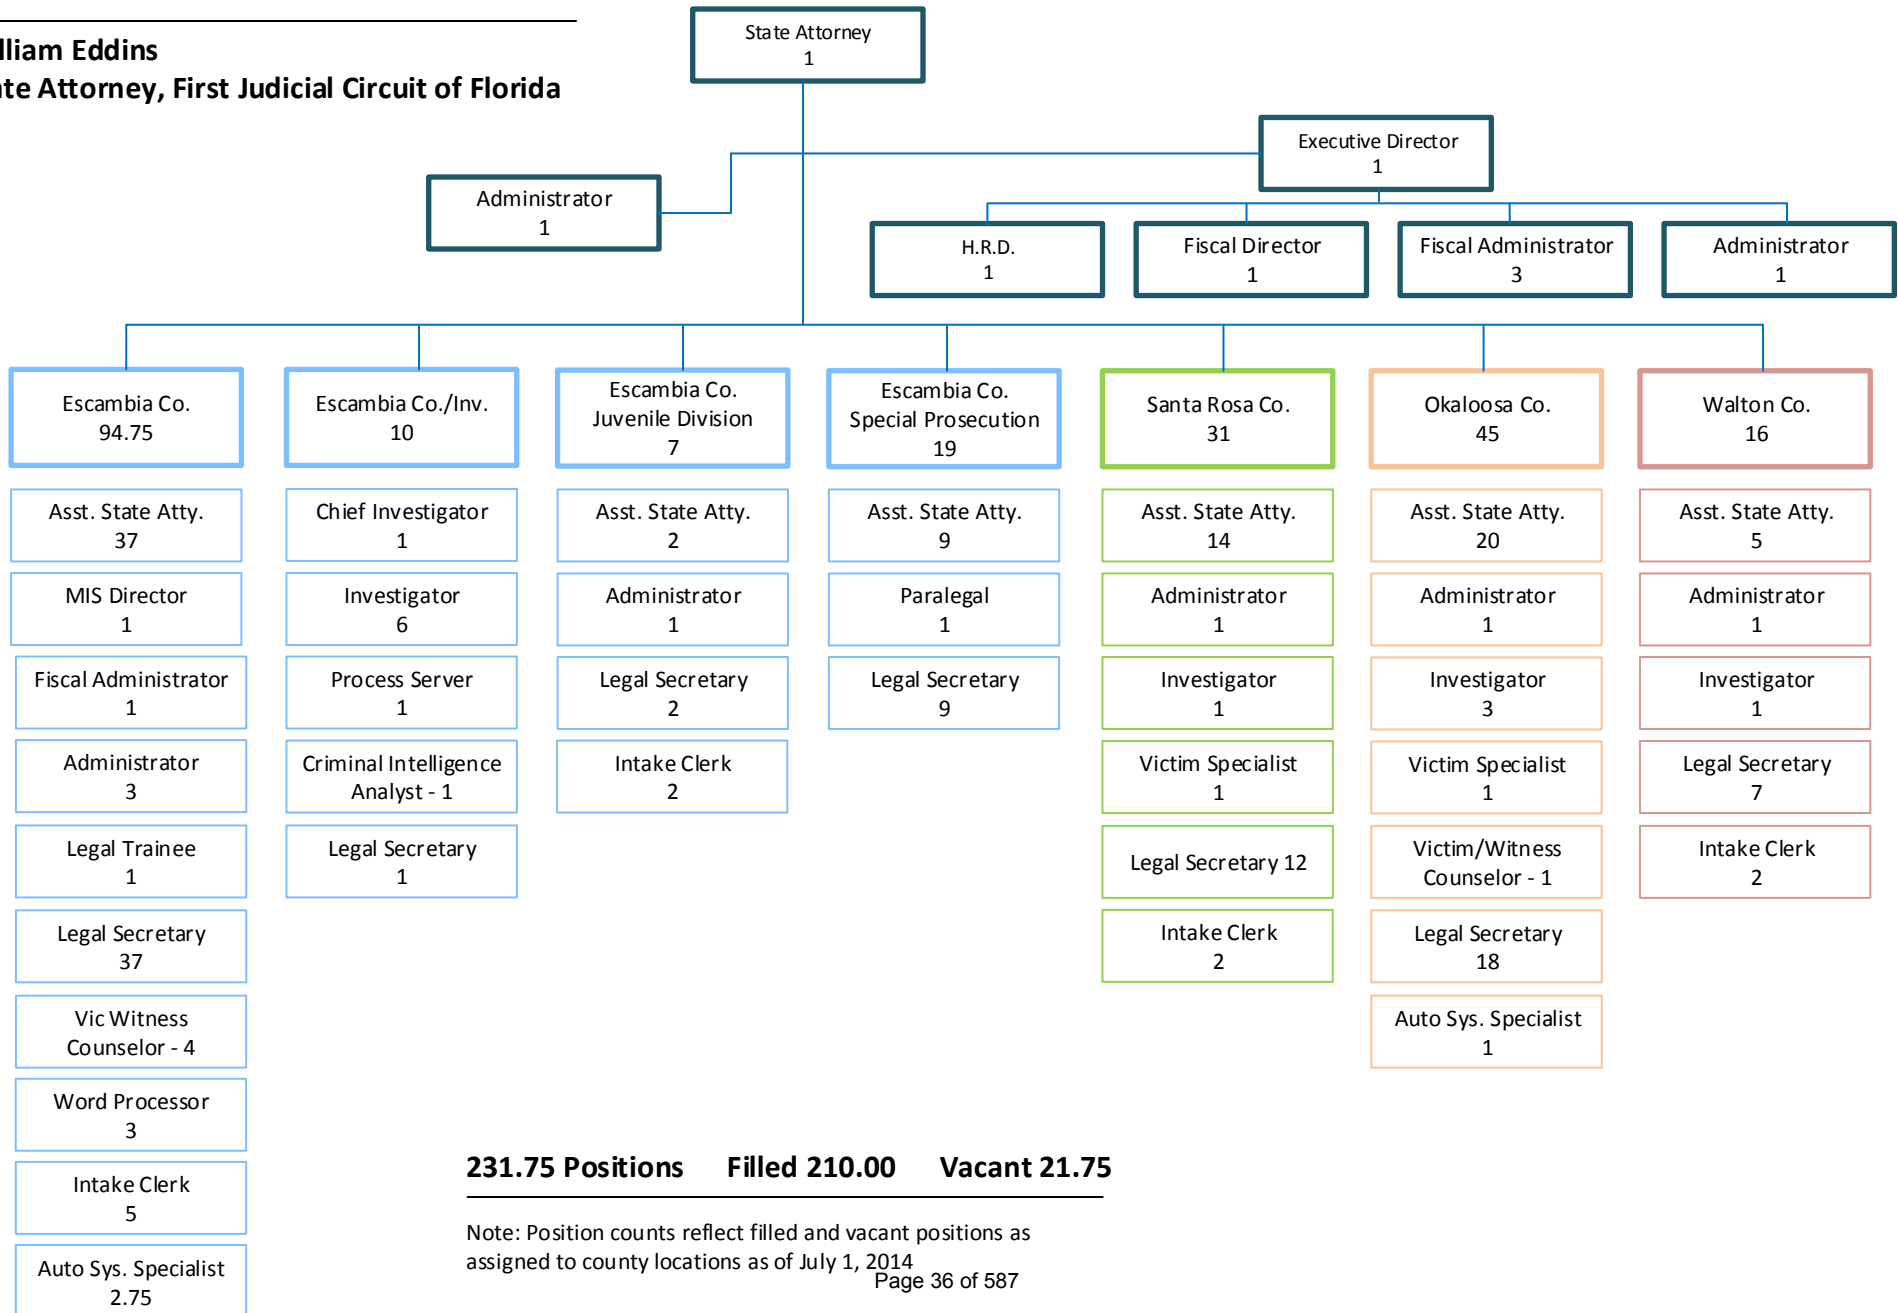 lliam Eddins
te Attorney, First Judicial Circuit of Florida
State Attorney
1
Executive Director
1
Administrator
1
H.R.D.
1
Fiscal Director
1
Fiscal Administrator
3
Administrator
1
Escambia Co.
94.75
Asst. State Atty.
37
MIS Director
1
Fiscal Administrator
1
Administrator
3
Legal Trainee
1
Legal Secretary
37
Vic Witness
Counselor - 4
Word Processor
3
Intake Clerk
5
Auto Sys. Specialist
2.75
Escambia Co./Inv.
10
Chief Investigator
1
Investigator
6
Process Server
1
Criminal Intelligence
Analyst - 1
Legal Secretary
1
Escambia Co.
Juvenile Division
7
Asst. State Atty.
2
Administrator
1
Legal Secretary
2
Intake Clerk
2
Escambia Co.
Special Prosecution
19
Asst. State Atty.
9
Paralegal
1
Legal Secretary
9
Santa Rosa Co.
31
Asst. State Atty.
14
Administrator
1
Investigator
1
Victim Specialist
1
Legal Secretary 12
Intake Clerk
2
Okaloosa Co.
45
Asst. State Atty.
20
Administrator
1
Investigator
3
Victim Specialist
1
Victim/Witness
Counselor - 1
Legal Secretary
18
Auto Sys. Specialist
1
Walton Co.
16
Asst. State Atty.
5
Administrator
1
Investigator
1
Legal Secretary
7
Intake Clerk
2
231.75 Positions Filled 210.00 Vacant 21.75
Note: Position counts reflect filled and vacant positions as
assigned to county locations as of July 1, 2014
Page 36 of 587